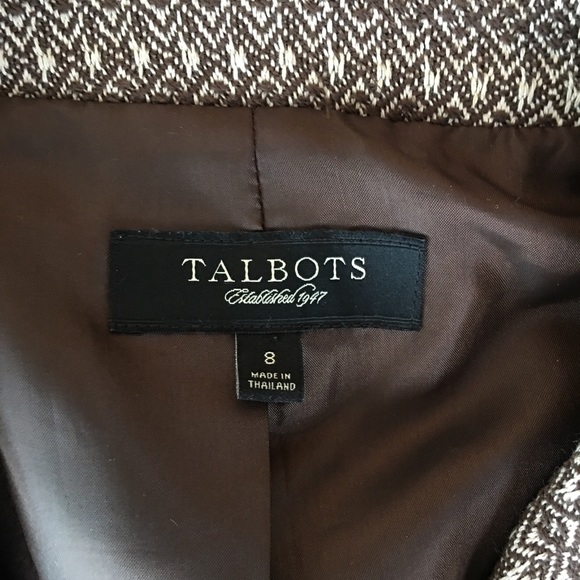 TALBOTS
Established 1947
8
MADE IN
THAILAND